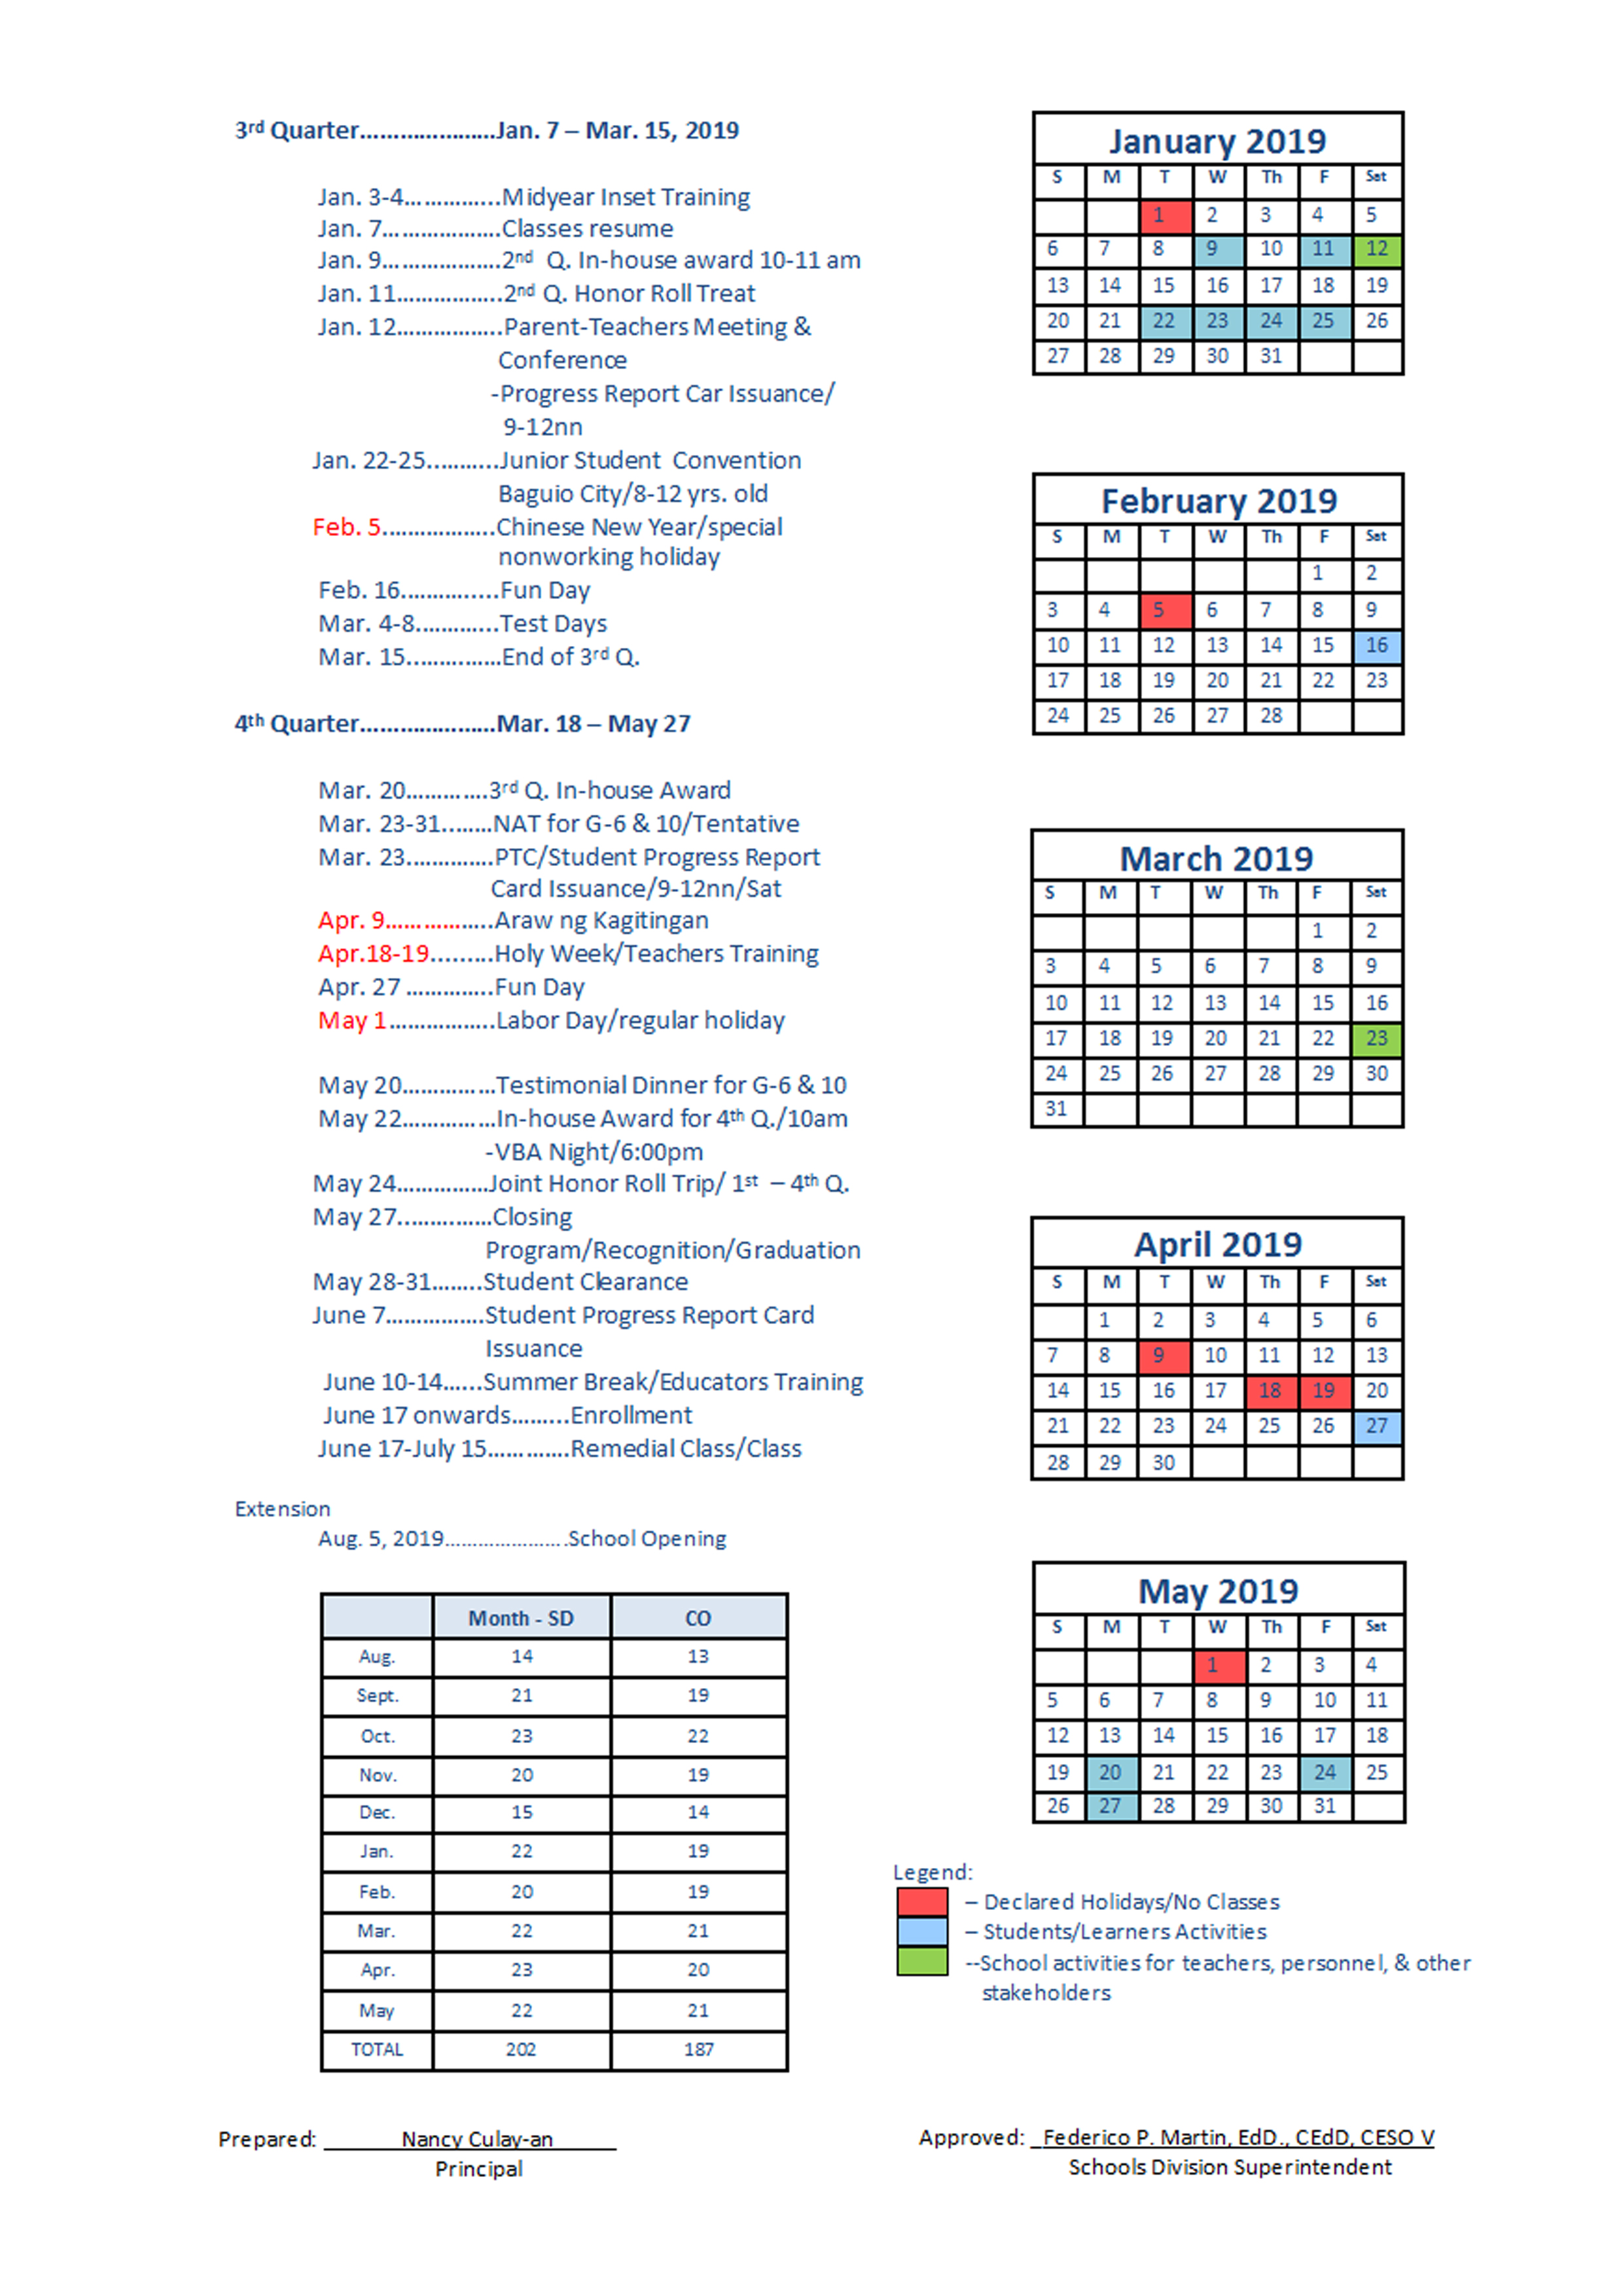 3rd Quarter.....................Jan. 7 – Mar. 15, 2019
Jan. 3-4...............Midyear Inset Training
Jan. 7....................Classes resume
Jan. 9....................2nd Q. In-house award 10-11 am
Jan. 11..................2nd Q. Honor Roll Treat
Jan. 12..................Parent-Teachers Meeting &
Conference
-Progress Report Car Issuance/
9-12nn
Jan. 22-25...........Junior Student Convention
Baguio City/8-12 yrs. old
Feb. 5..................Chinese New Year/special
nonworking holiday
Feb. 16...............Fun Day
Mar. 4-8.............Test Days
Mar. 15..............End of 3rd Q.
4th Quarter.....................Mar. 18 – May 27
Mar. 20............3rd Q. In-house Award
Mar. 23-31........NAT for G-6 & 10/Tentative
Mar. 23.............PTC/Student Progress Report
Card Issuance/9-12nn/Sat
Apr. 9.................Araw ng Kagitingan
Apr.18-19.........Holy Week/Teachers Training
Apr. 27 .............Fun Day
May 1................Labor Day/regular holiday
May 20..............Testimonial Dinner for G-6 & 10
May 22..............In-house Award for 4th Q./10am
-VBA Night/6:00pm
May 24..............Joint Honor Roll Trip/ 1st – 4th Q.
May 27..............Closing
Program/Recognition/Graduation
May 28-31........Student Clearance
June 7...............Student Progress Report Card
Issuance
June 10-14......Summer Break/Educators Training
June 17 onwards.........Enrollment
June 17-July 15............Remedial Class/Class
Extension
Aug. 5, 2019......................School Opening
Month - SD CO
Aug. 14 13
Sept. 21 19
Oct. 23 22
Nov. 20 19
Dec. 15 14
Jan. 22 19
Feb. 20 19
Mar. 22 21
Apr. 23 20
May 22 21
TOTAL 202 187
January 2019
S M T W Th F Sat
1 2 3 4 5
6 7 8 9 10 11 12
13 14 15 16 17 18 19
20 21 22 23 24 25 26
27 28 29 30 31
February 2019
S M T W Th F Sat
1 2
3 4 5 6 7 8 9
10 11 12 13 14 15 16
17 18 19 20 21 22 23
24 25 26 27 28
March 2019
S M T W Th F Sat
1 2
3 4 5 6 7 8 9
10 11 12 13 14 15 16
17 18 19 20 21 22 23
24 25 26 27 28 29 30
31
April 2019
S M T W Th F Sat
1 2 3 4 5 6
7 8 9 10 11 12 13
14 15 16 17 18 19 20
21 22 23 24 25 26 27
28 29 30
May 2019
S M T W Th F Sat
1 2 3 4
5 6 7 8 9 10 11
12 13 14 15 16 17 18
19 20 21 22 23 24 25
26 27 28 29 30 31
Legend:
– Declared Holidays/No Classes
– Students/Learners Activities
--School activities for teachers, personnel, & other
stakeholders
Prepared: Nancy Culay-an
Principal
Approved: Federico P. Martin, EdD., CEdD, CESO V
Schools Division Superintendent